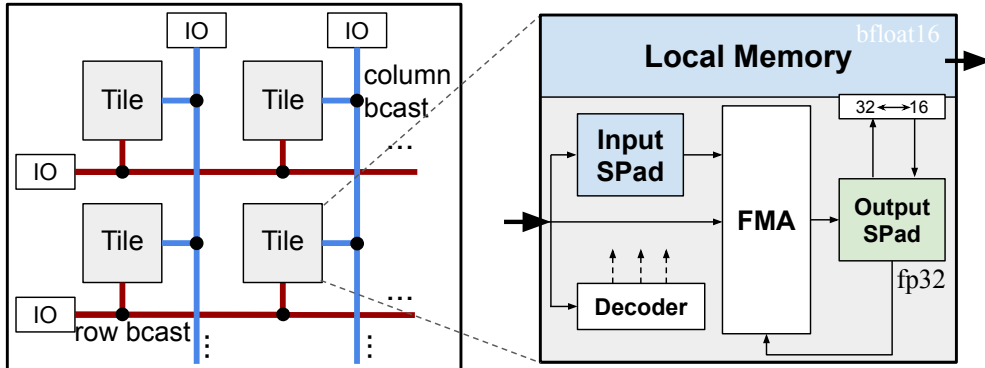 IO
IO
column
bcast
Tile
Tile
...
IO
Tile
Tile
...
IO
row bcast
...
...
bfloat16
Local Memory
32
16
Input
SPad
FMA
Output
SPad
fp32
Decoder